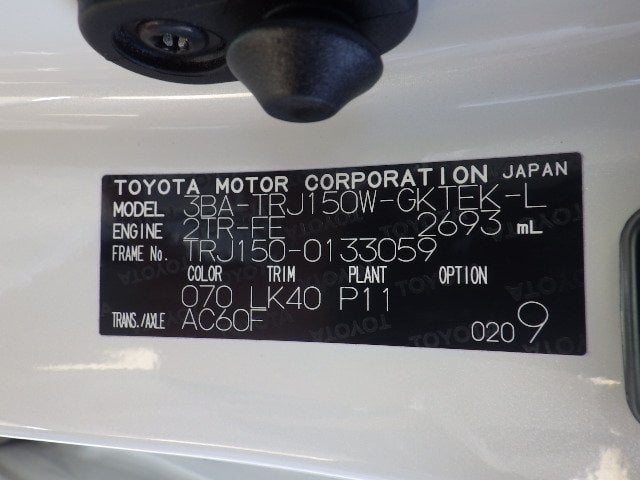 TOYOTA MOTOR CORPORATION JAPAN
MODEL 3BA-TRJ150W-GKTEK-L
ENGINE 2TR-FE 2693 mL
FRAME No. TRJ150-0133059
COLOR TRIM PLANT OPTION
070 LK40 P11
TRANS./AXLE AC60F
0209